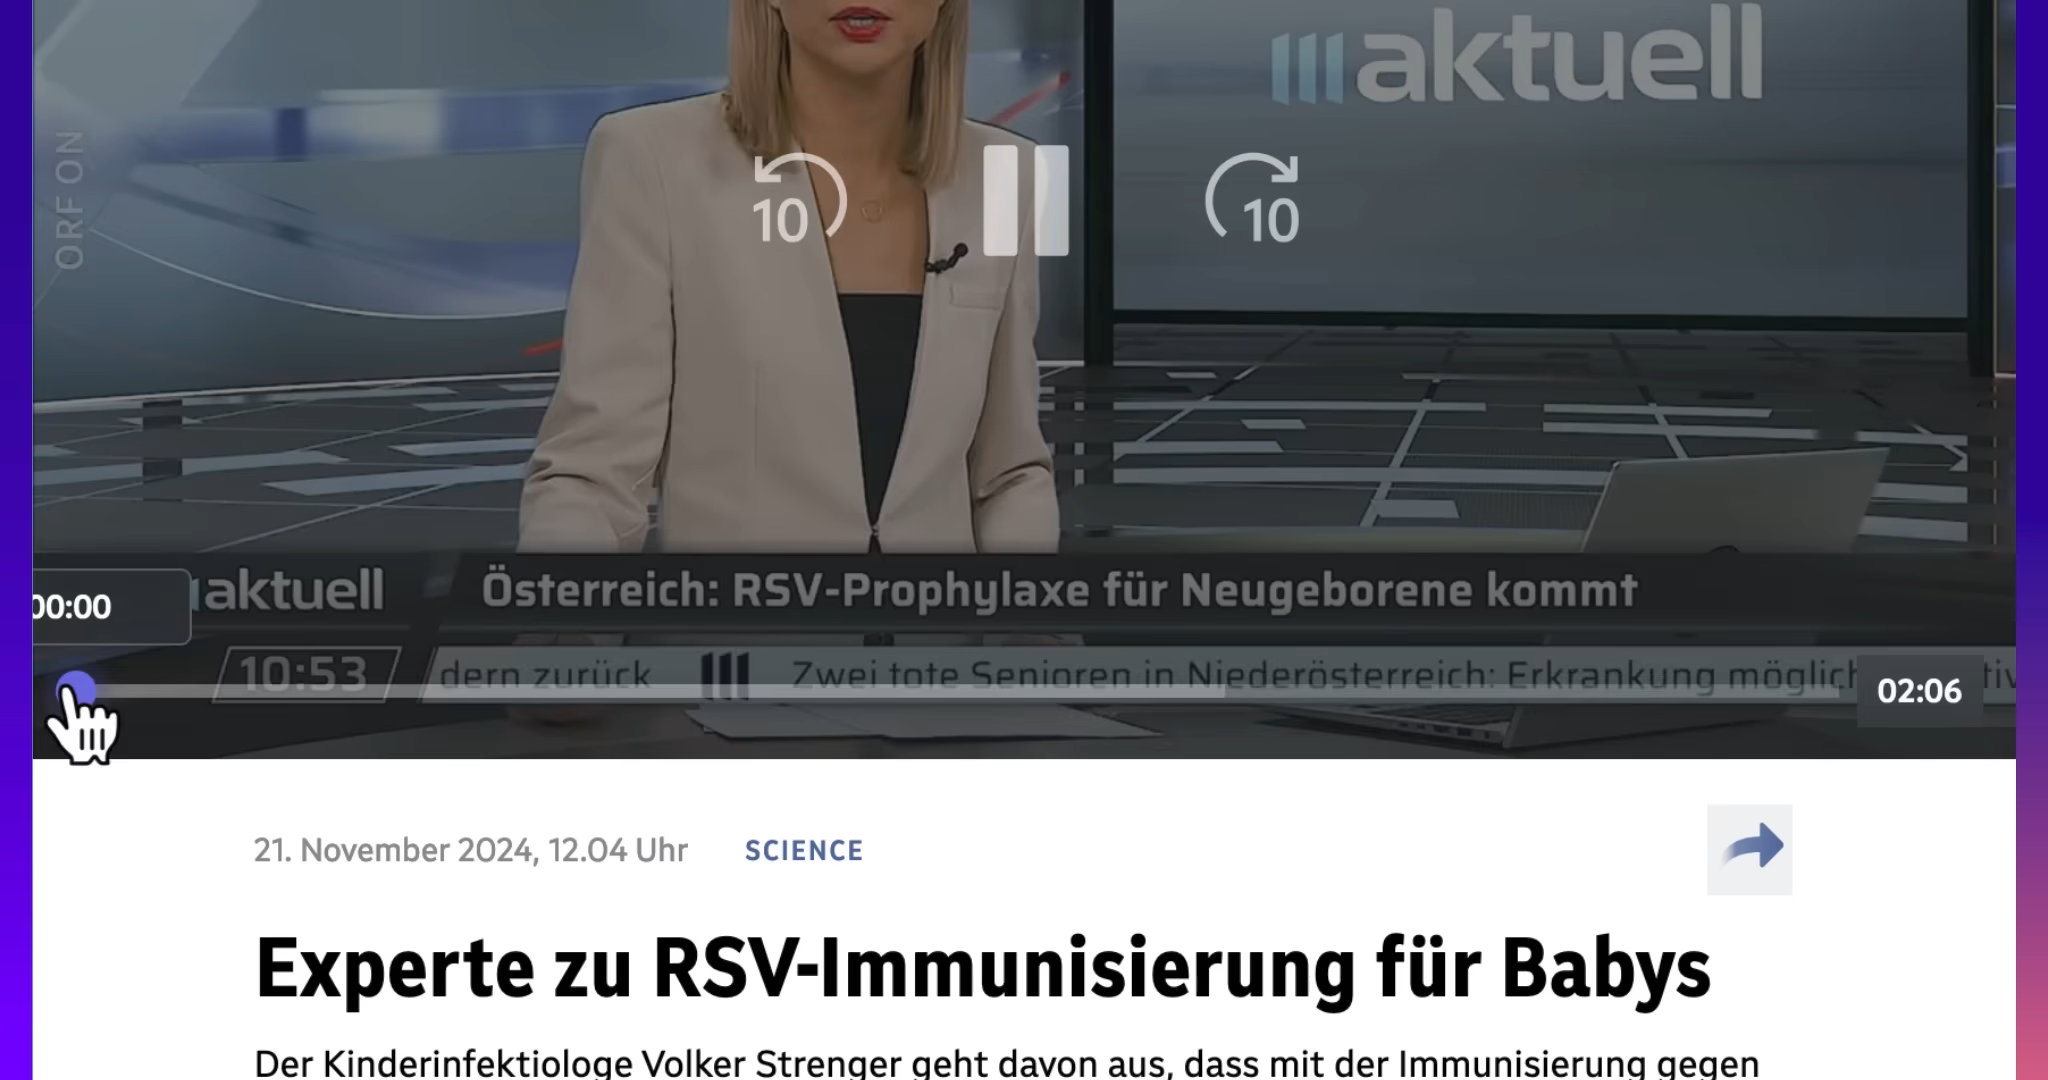 aktuell
ORF ON
10
10
aktuell
Österreich: RSV-Prophylaxe für Neugeborene kommt
00:00
10:53
dern zurück
Zwei tote Senioren in Niederösterreich: Erkrankung möglich
02:06
21. November 2024, 12.04 Uhr
SCIENCE
Experte zu RSV-Immunisierung für Babys
Der Kinderinfektiologe Volker Strenger geht davon aus, dass mit der Immunisierung gegen